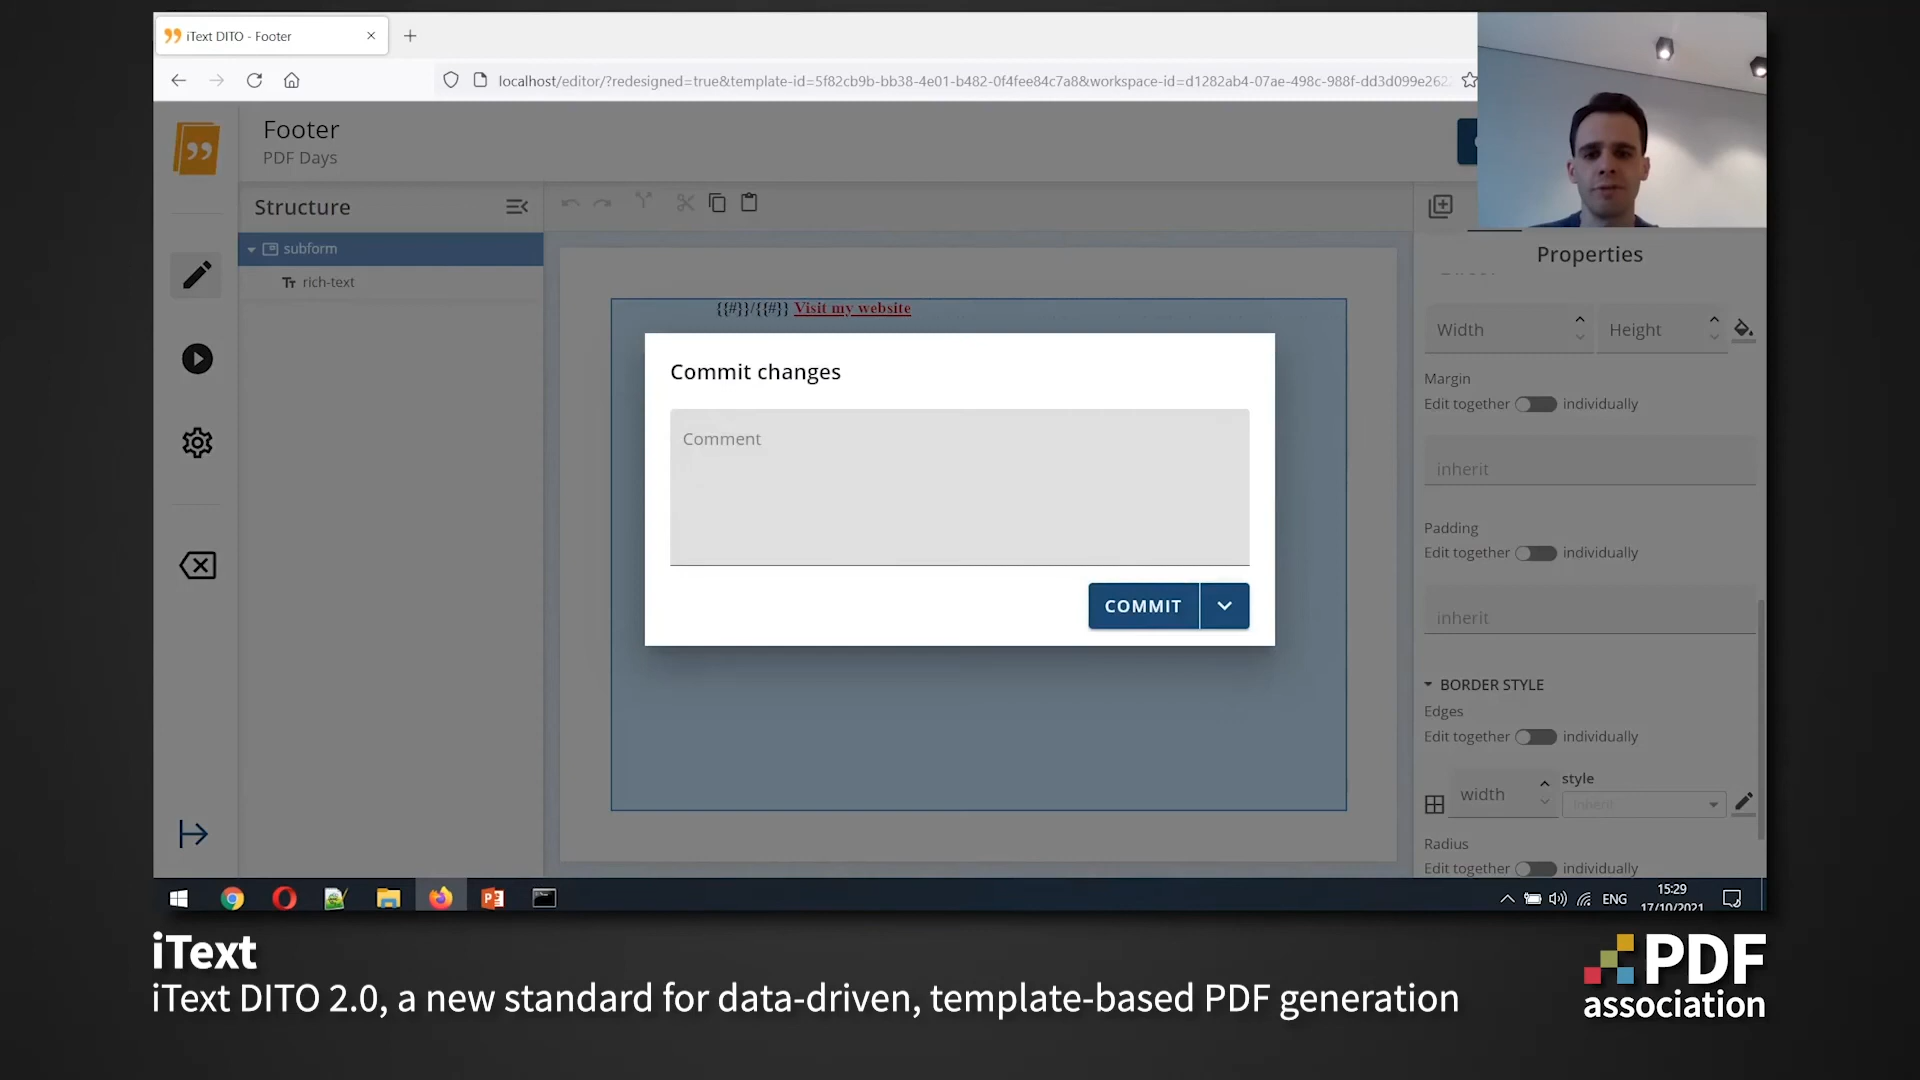 iText DITO - Footer
localhost/editor/?redesigned=true&template-id=5f82cb9b-bb38-4e01-b482-0f4fee84c7a8&workspace-id=d1282ab4-07ae-498c-988f-dd3d099e262
Footer
PDF Days
Structure
subform
rich-text
{{#}}/{{#}} Visit my website
Commit changes
Comment
COMMIT
Properties
Width
Height
Margin
Edit together individually
inherit
Padding
Edit together individually
inherit
BORDER STYLE
Edges
Edit together individually
width
style
inherit
Radius
Edit together individually
ENG
15:29
17/10/2021
iText
iText DITO 2.0, a new standard for data-driven, template-based PDF generation
PDF
association